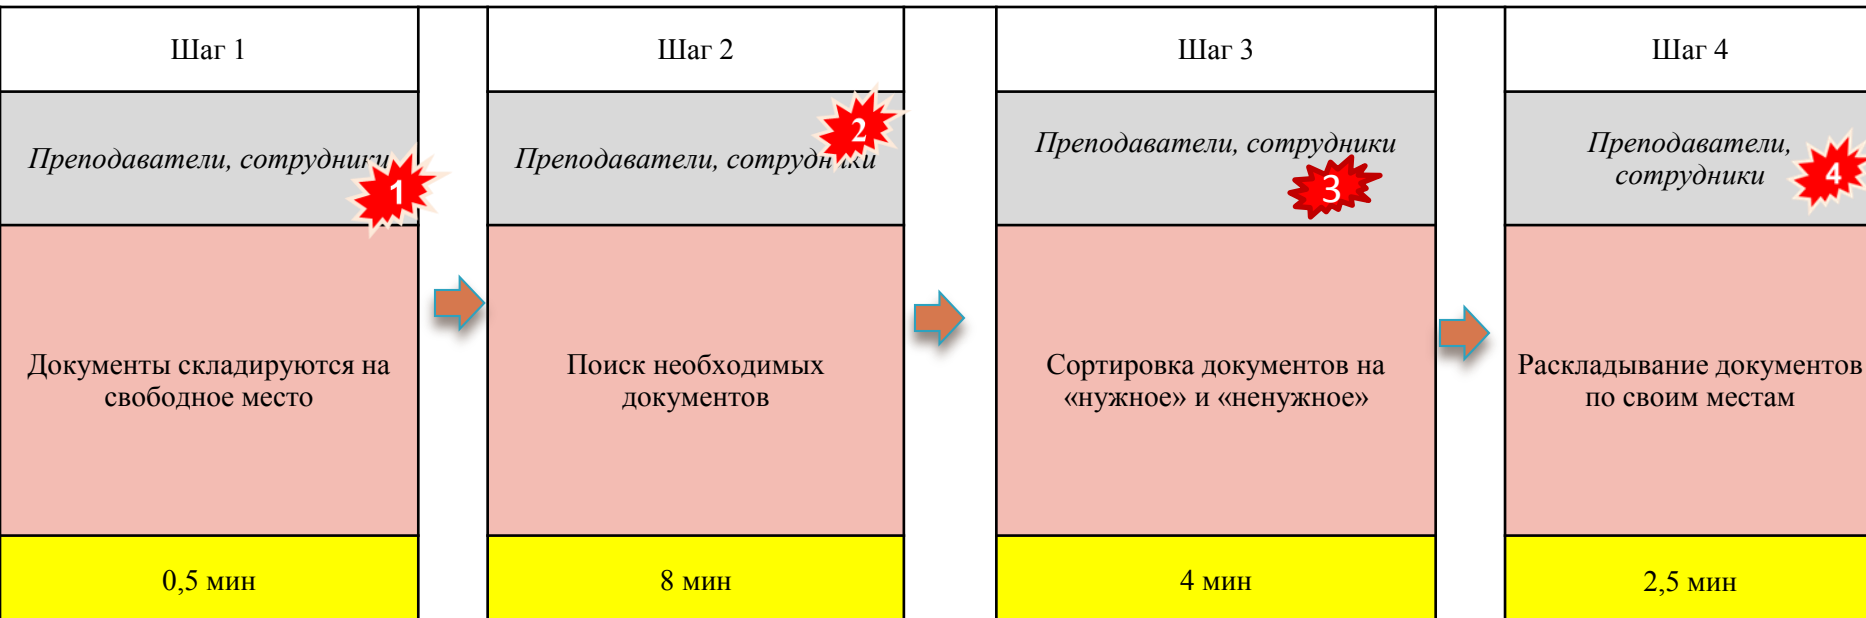 Шаг 1
Преподаватели, сотрудники
1
Документы складируются на
свободное место
0,5 мин
Шаг 2
2
Преподаватели, сотрудники
Поиск необходимых
документов
8 мин
Шаг 3
Преподаватели, сотрудники
3
Сортировка документов на
«нужное» и «ненужное»
4 мин
Шаг 4
Преподаватели,
сотрудники
4
Раскладывание документов
по своим местам
2,5 мин